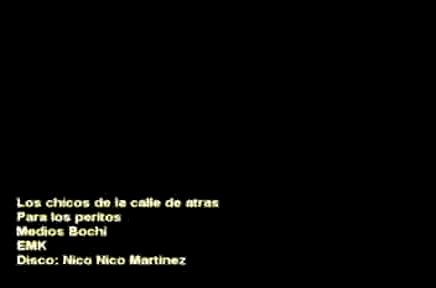 Los chicos de la calle de atras
Para los peritos
Medios Bochi
EMK
Disco: Nico Nico Martinez